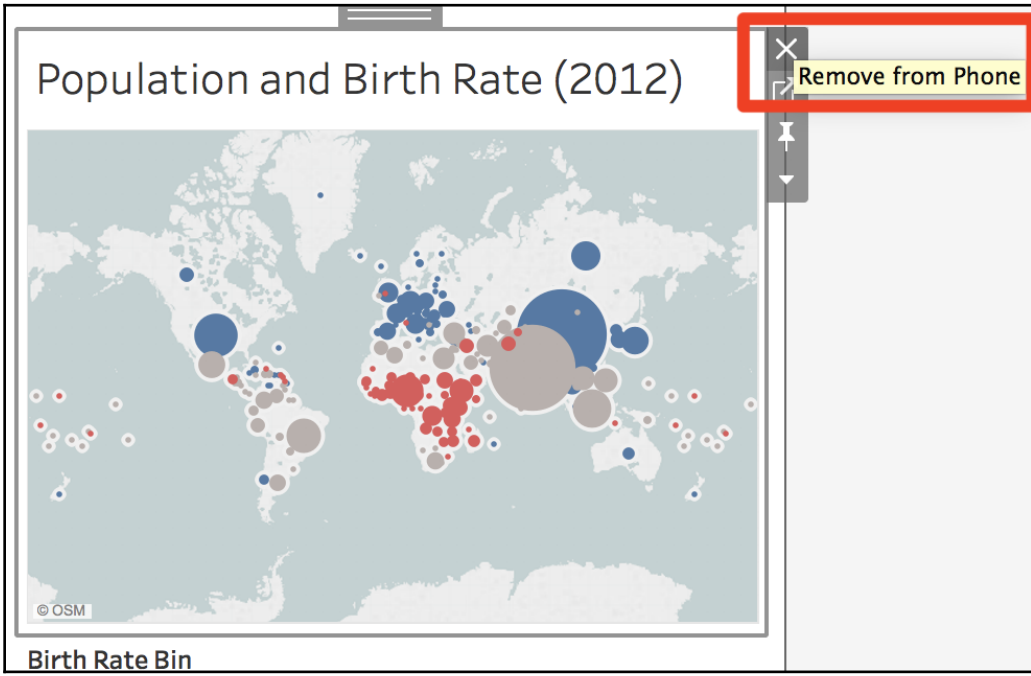 Population and Birth Rate (2012)
Remove from Phone
© OSM
Birth Rate Bin